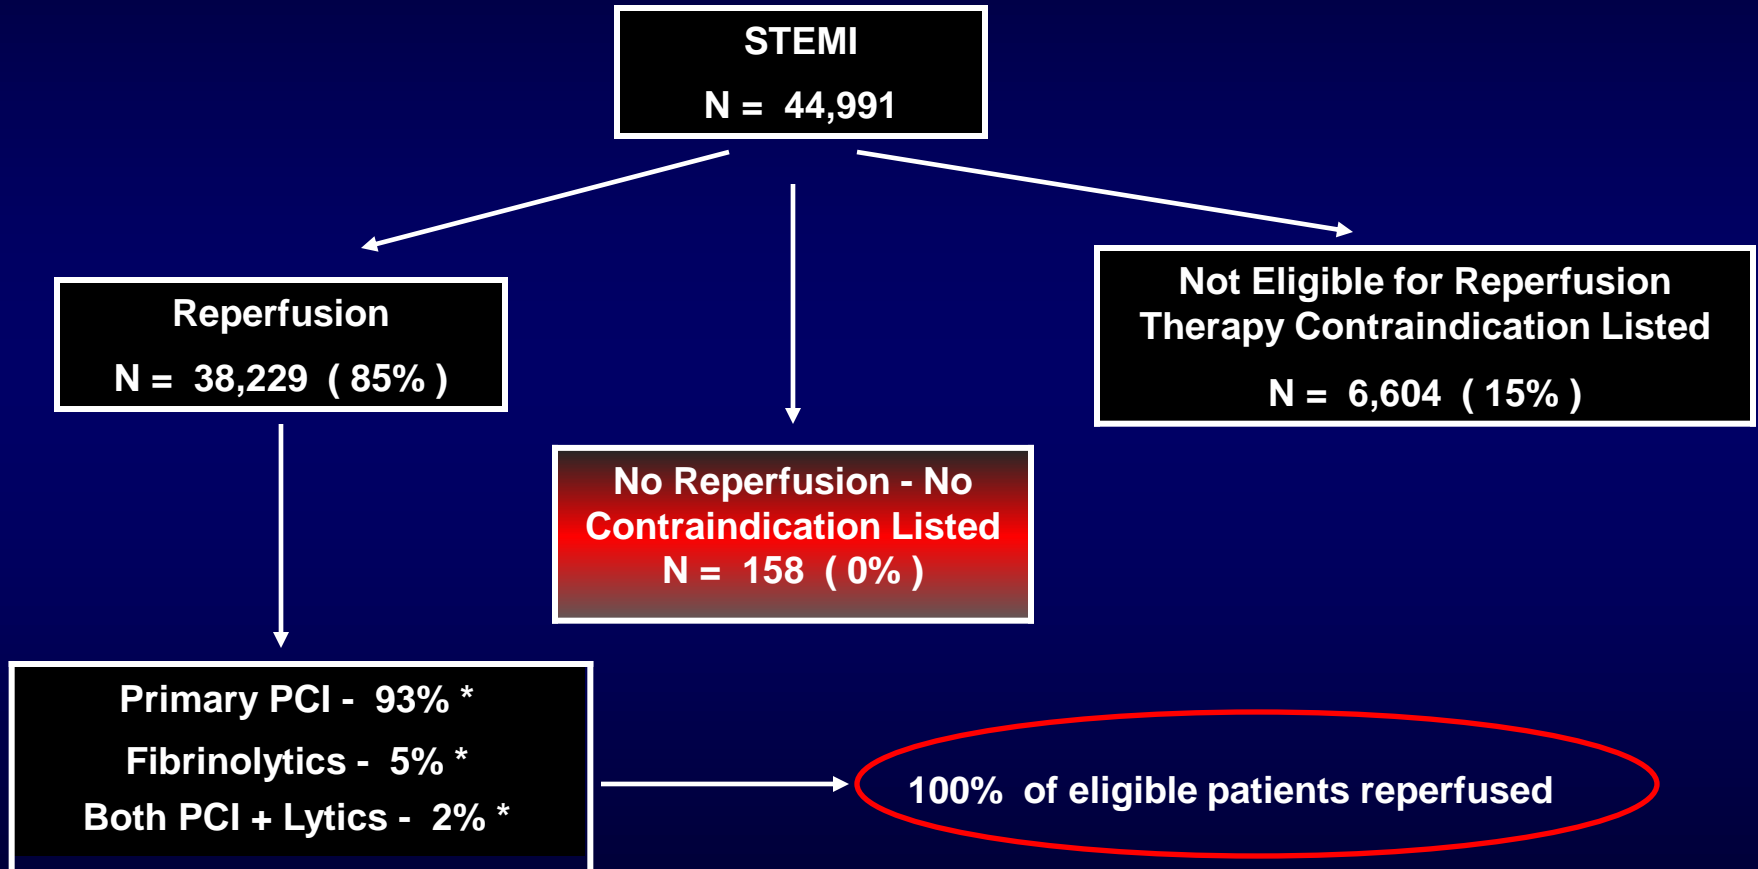 STEMI
N = 44,991
Reperfusion
N = 38,229 ( 85% )
Not Eligible for Reperfusion
Therapy Contraindication Listed
N = 6,604 ( 15% )
No Reperfusion - No
Contraindication Listed
N = 158 ( 0% )
Primary PCI - 93% *
Fibrinolytics - 5% *
Both PCI + Lytics - 2% *
100% of eligible patients reperfused